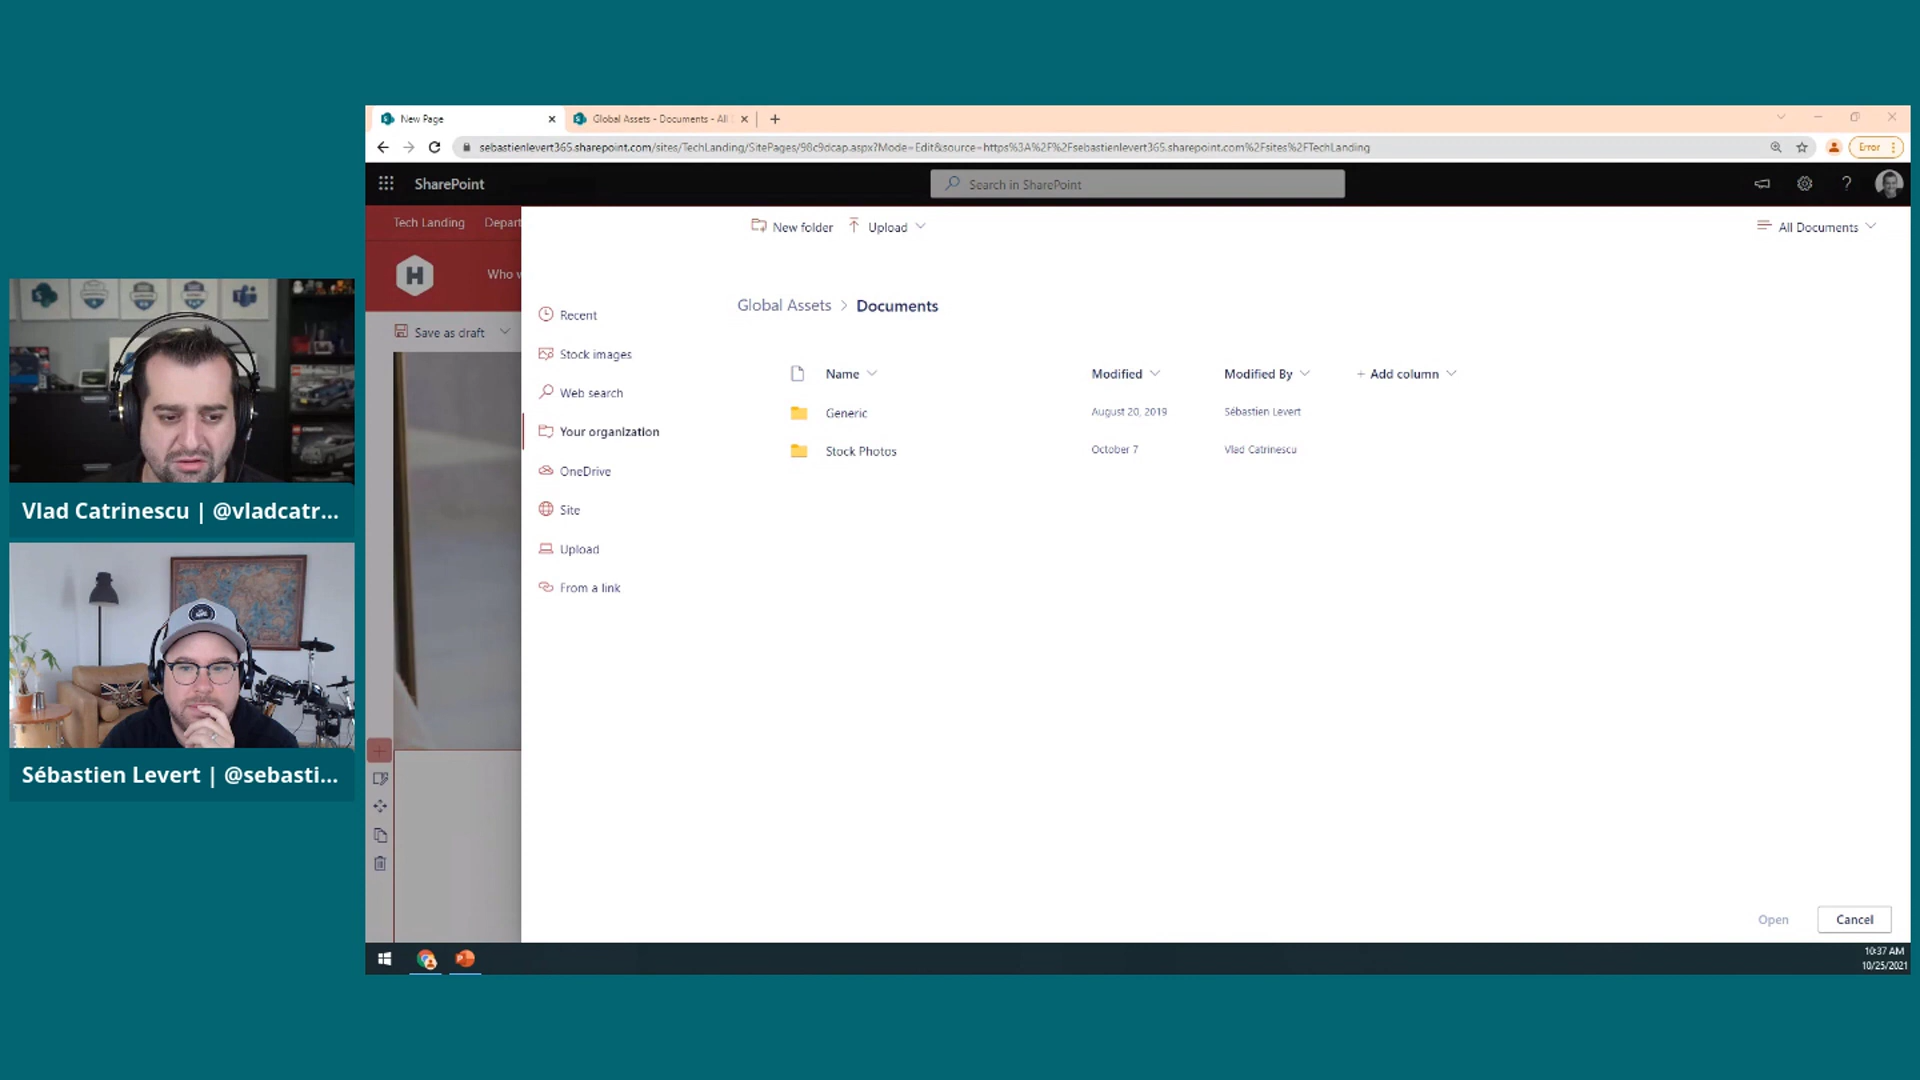 New Page
Global Assets - Documents - All
sebastienlevert365.sharepoint.com/sites/TechLanding/SitePages/98c9dcap.aspx?Mode=Edit&source=https%3A%2F%2Fsebastienlevert365.sharepoint.com%2Fsites%2FTechLanding
Error
SharePoint
Search in SharePoint
?
Tech Landing Depart
New folder
Upload
All Documents
H
Who w
Save as draft
Recent
Stock images
Web search
Your organization
OneDrive
Site
Upload
From a link
Global Assets > Documents
Name Modified Modified By + Add column
Generic August 20, 2019 Sébastien Levert
Stock Photos October 7 Vlad Catrinescu
Open Cancel
10:37 AM
10/25/2021
Vlad Catrinescu | @vladcatr...
Sébastien Levert | @sebasti...